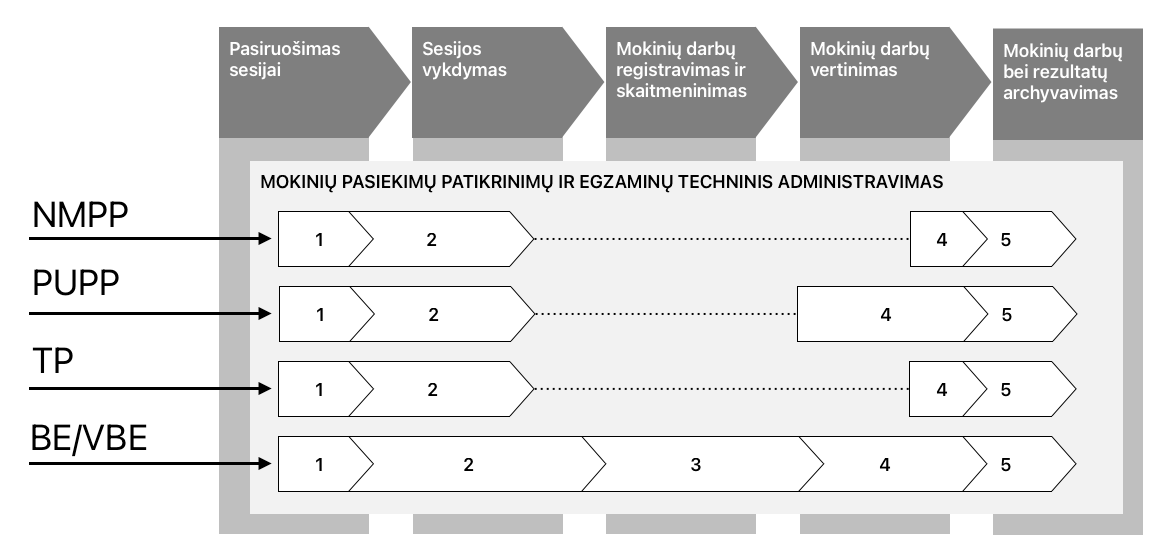 Pasiruošimas
sesijai
Sesijos
vykdymas
Mokinių darbų
registravimas ir
skaitmeninimas
Mokinių darbų
vertinimas
Mokinių darbų
bei rezultatų
archyvavimas
MOKINIŲ PASIEKIMŲ PATIKRINIMŲ IR EGZAMINŲ TECHNINIS ADMINISTRAVIMAS
NMPP
1 2 4 5
PUPP
1 2 4 5
TP
1 2 4 5
BE/VBE
1 2 3 4 5